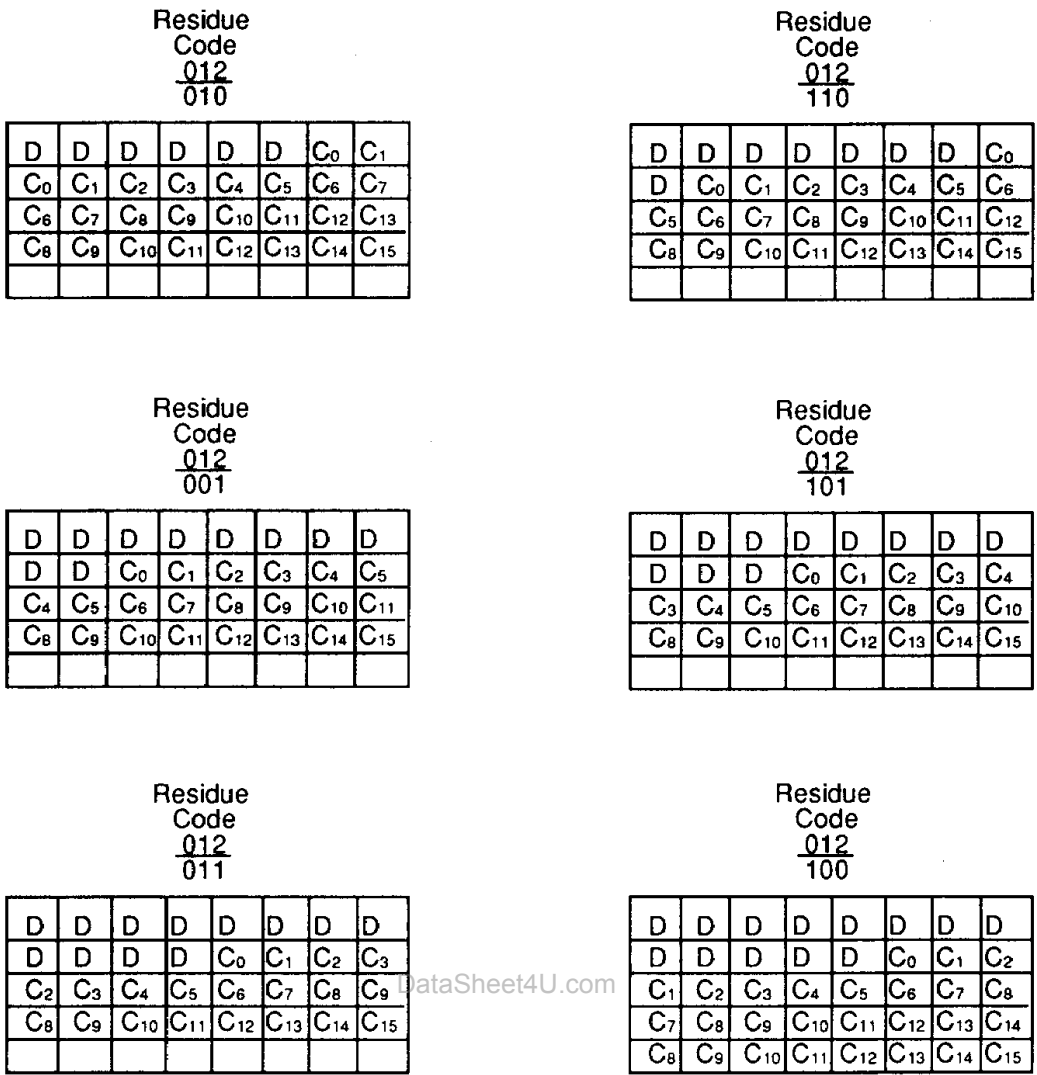 Residue
Code
012
010
D D D D D D C₀ C₁
C₀ C₁ C₂ C₃ C₄ C₅ C₆ C₇
C₆ C₇ C₈ C₉ C₁₀ C₁₁ C₁₂ C₁₃
C₈ C₉ C₁₀ C₁₁ C₁₂ C₁₃ C₁₄ C₁₅
Residue
Code
012
110
D D D D D D D C₀
D C₀ C₁ C₂ C₃ C₄ C₅ C₆
C₅ C₆ C₇ C₈ C₉ C₁₀ C₁₁ C₁₂
C₈ C₉ C₁₀ C₁₁ C₁₂ C₁₃ C₁₄ C₁₅
Residue
Code
012
001
D D D D D D D D
D D C₀ C₁ C₂ C₃ C₄ C₅
C₄ C₅ C₆ C₇ C₈ C₉ C₁₀ C₁₁
C₈ C₉ C₁₀ C₁₁ C₁₂ C₁₃ C₁₄ C₁₅
Residue
Code
012
101
D D D D D D D D
D D D C₀ C₁ C₂ C₃ C₄
C₃ C₄ C₅ C₆ C₇ C₈ C₉ C₁₀
C₈ C₉ C₁₀ C₁₁ C₁₂ C₁₃ C₁₄ C₁₅
Residue
Code
012
011
D D D D D D D D
D D D D C₀ C₁ C₂ C₃
C₂ C₃ C₄ C₅ C₆ C₇ C₈ C₉
C₈ C₉ C₁₀ C₁₁ C₁₂ C₁₃ C₁₄ C₁₅
DataSheet4U.com
Residue
Code
012
100
D D D D D D D D
D D D D D C₀ C₁ C₂
C₁ C₂ C₃ C₄ C₅ C₆ C₇ C₈
C₇ C₈ C₉ C₁₀ C₁₁ C₁₂ C₁₃ C₁₄
C₈ C₉ C₁₀ C₁₁ C₁₂ C₁₃ C₁₄ C₁₅